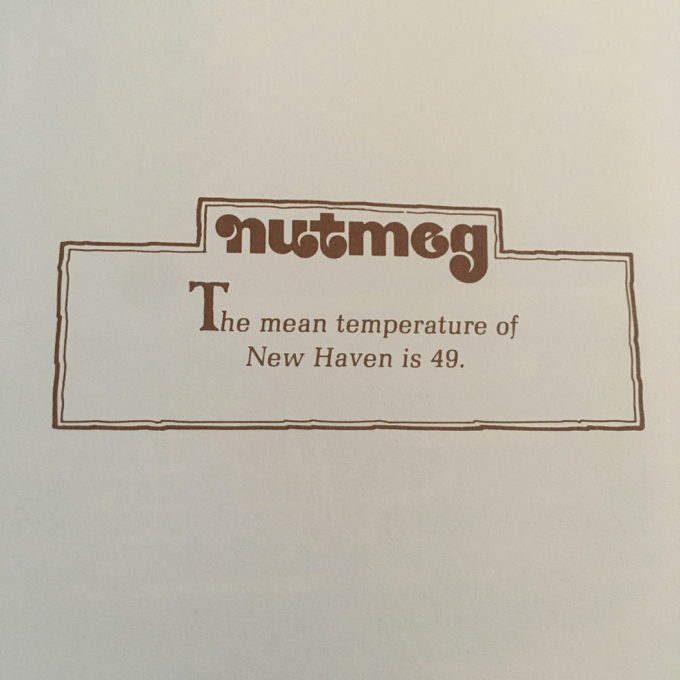 nutmeg
The mean temperature of
New Haven is 49.